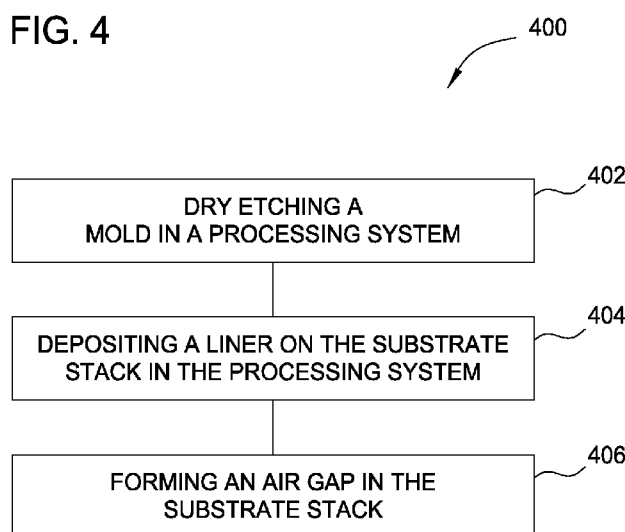 FIG. 4
400
402
DRY ETCHING A
MOLD IN A PROCESSING SYSTEM
404
DEPOSITING A LINER ON THE SUBSTRATE
STACK IN THE PROCESSING SYSTEM
406
FORMING AN AIR GAP IN THE
SUBSTRATE STACK